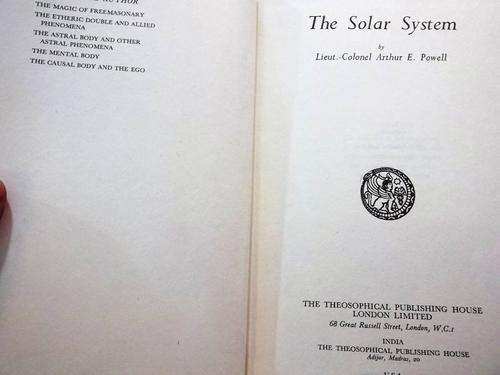 THE MAGIC OF FREEMASONARY
THE ETHERIC DOUBLE AND ALLIED
PHENOMENA
THE ASTRAL BODY AND OTHER
ASTRAL PHENOMENA
THE MENTAL BODY
THE CAUSAL BODY AND THE EGO
The Solar System
by
Lieut.-Colonel Arthur E. Powell
THE THEOSOPHICAL PUBLISHING HOUSE
LONDON LIMITED
68 Great Russell Street, London, W.C.1
INDIA
THE THEOSOPHICAL PUBLISHING HOUSE
Adyar, Madras, 20